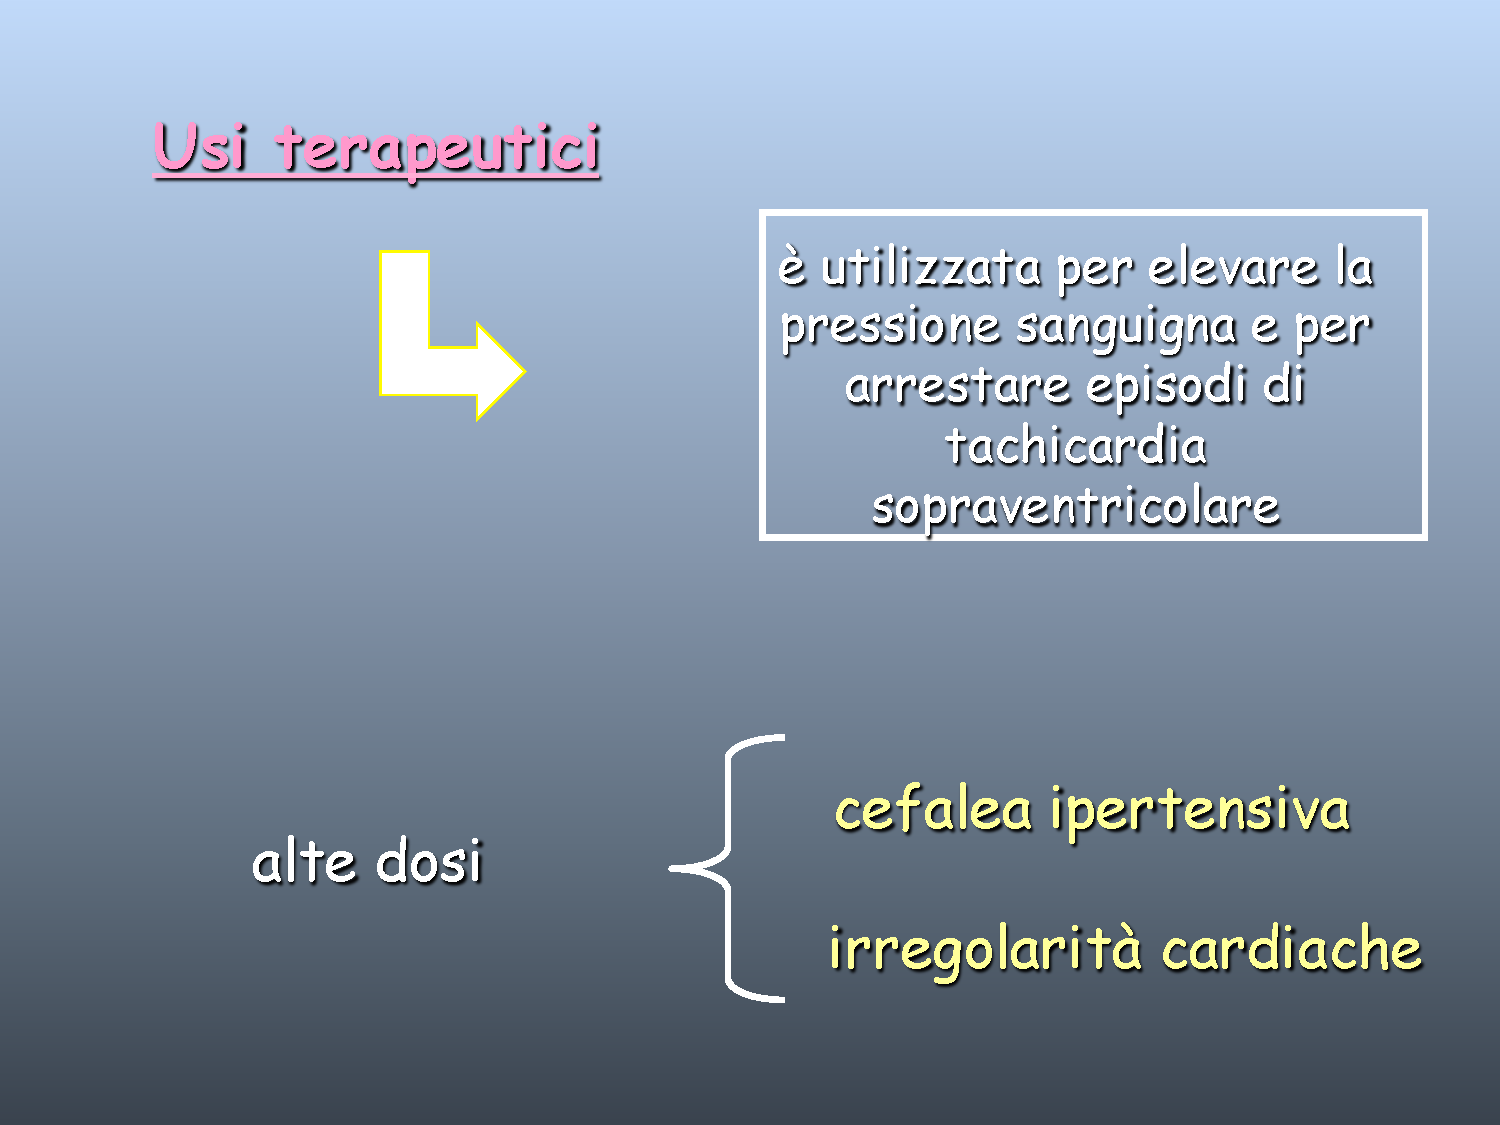 Usi terapeutici
è utilizzata per elevare la
pressione sanguigna e per
arrestare episodi di
tachicardia
sopraventricolare
alte dosi
cefalea ipertensiva
irregolarità cardiache